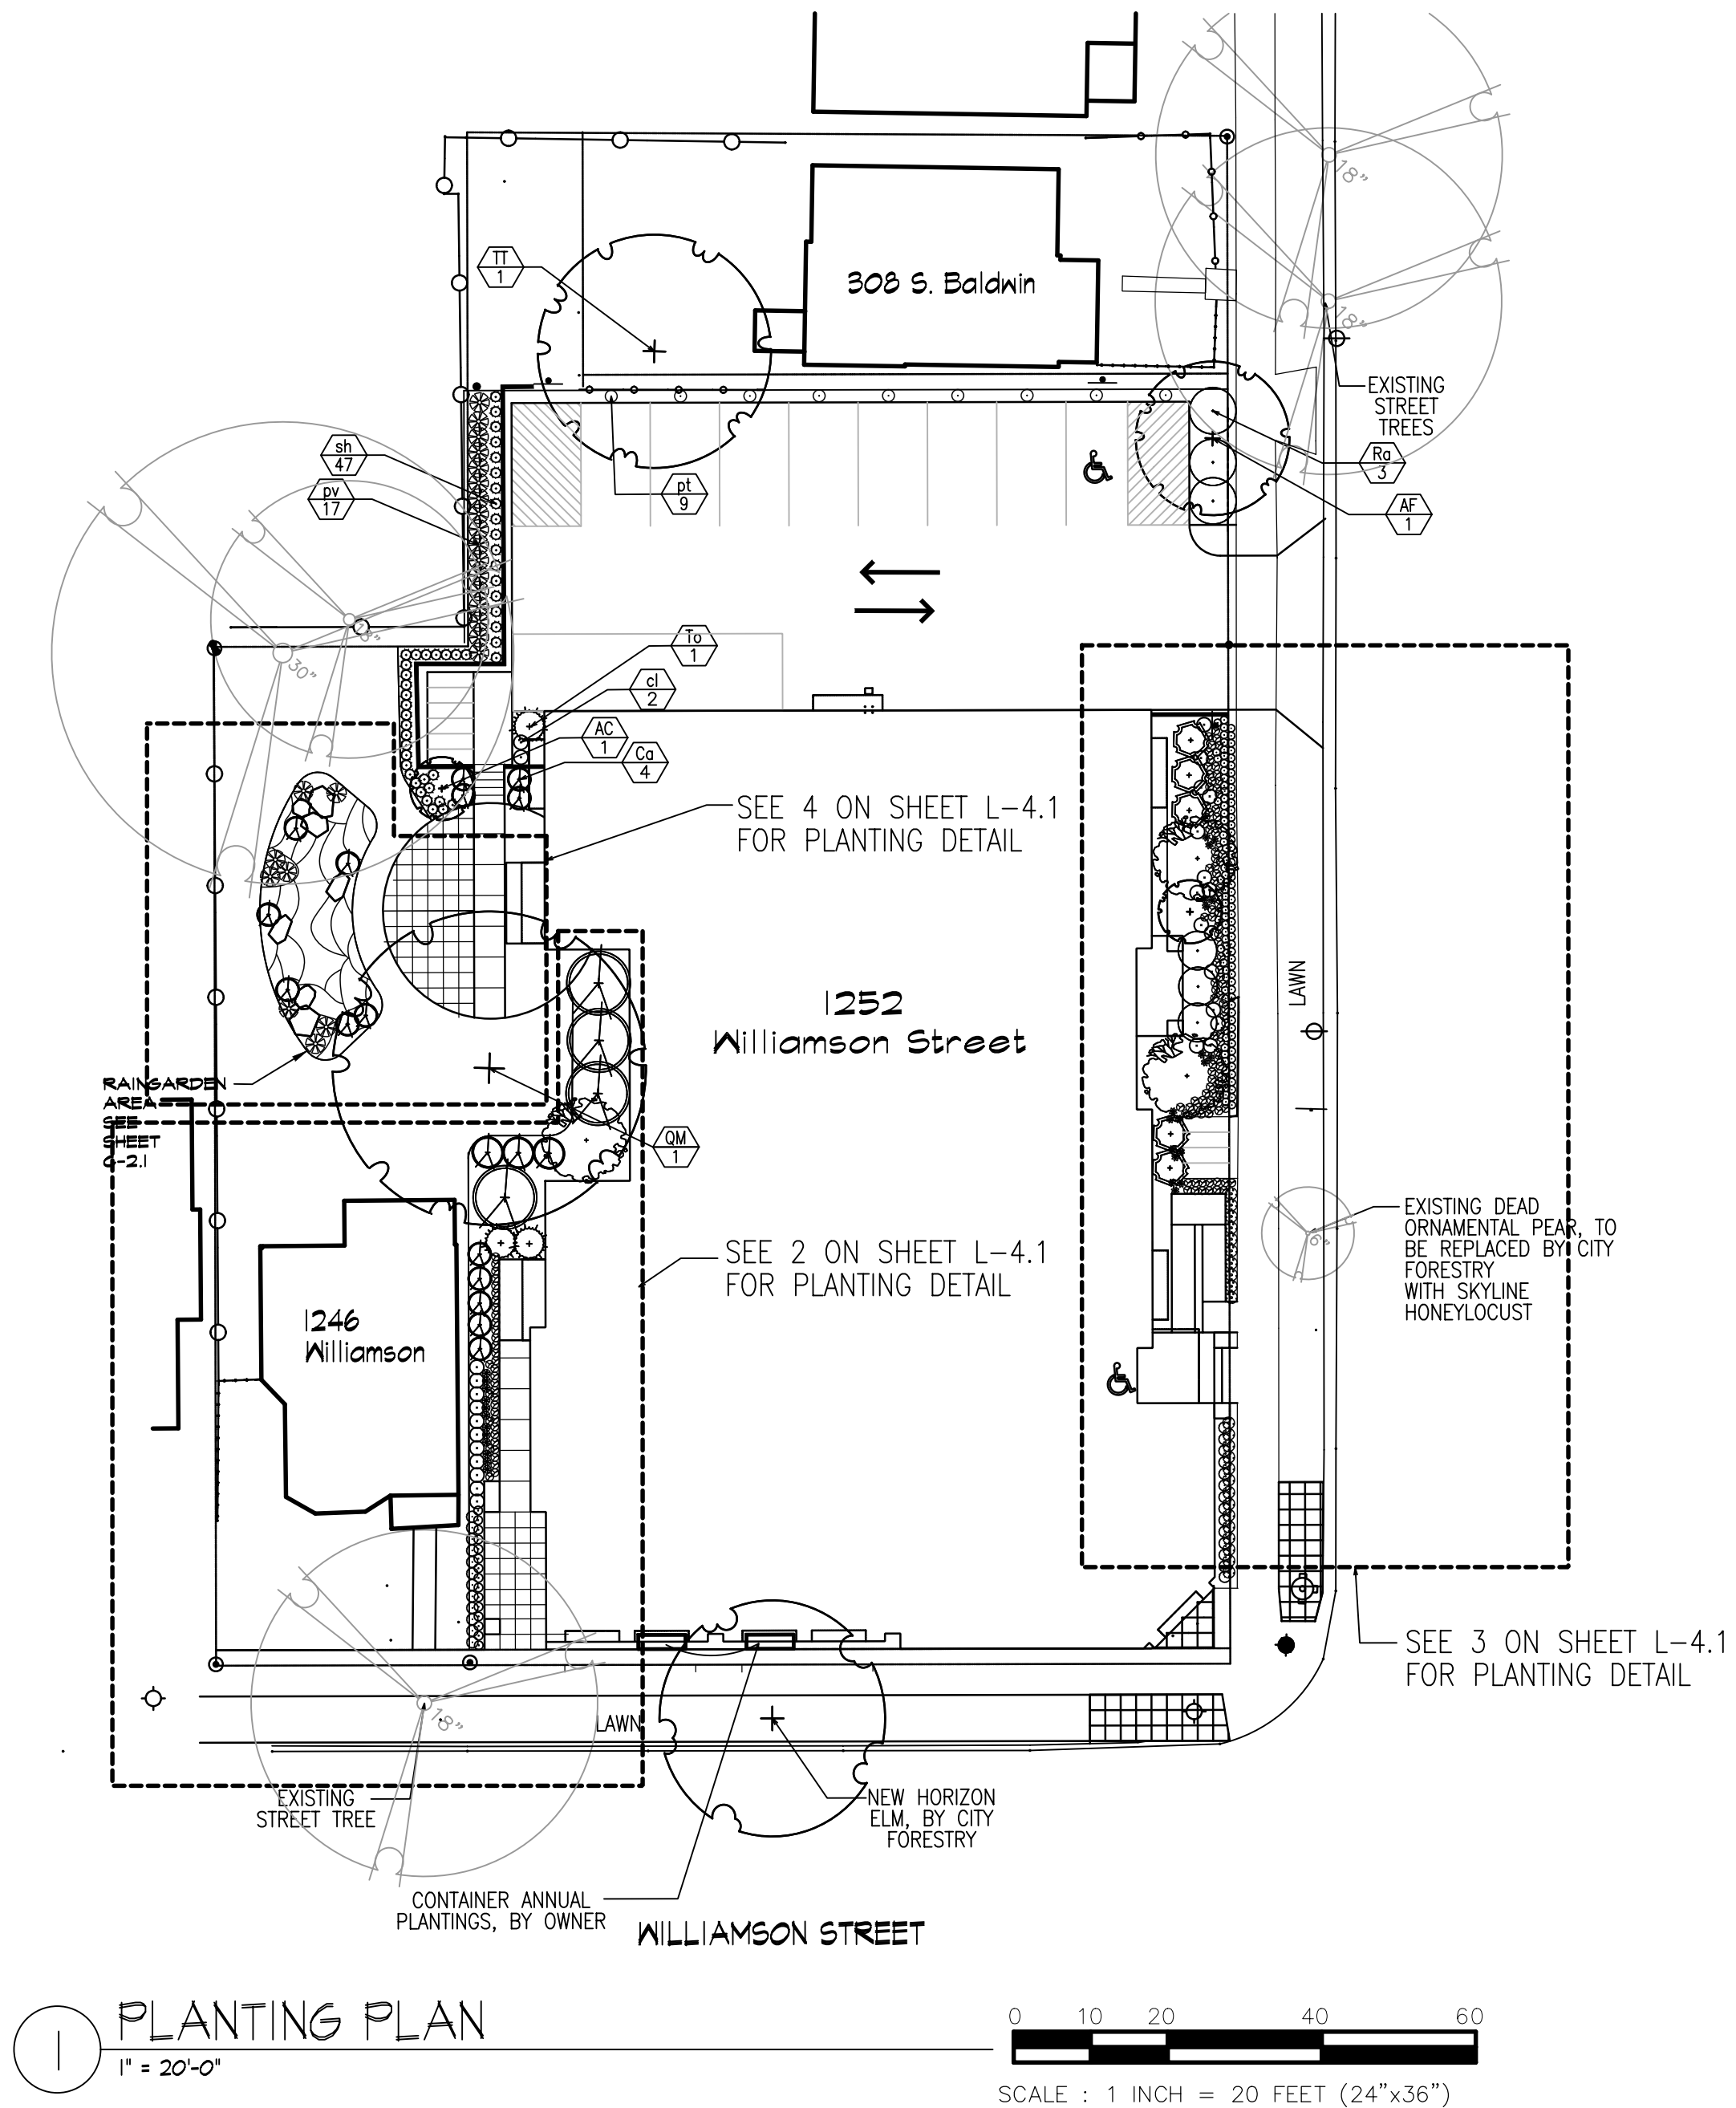 18"
TT
1
308 S. Baldwin
18"
EXISTING
STREET
TREES
sh
47
Ra
3
pv
17
pt
9
AF
1
18"
To
1
30"
cl
2
AC
1
Ca
4
SEE 4 ON SHEET L-4.1
FOR PLANTING DETAIL
LAWN
1252
Williamson Street
RAINGARDEN
AREA
SEE
SHEET
C-2.1
QM
1
EXISTING DEAD
ORNAMENTAL PEAR, TO
BE REPLACED BY CITY
FORESTRY
WITH SKYLINE
HONEYLOCUST
6"
SEE 2 ON SHEET L-4.1
FOR PLANTING DETAIL
1246
Williamson
SEE 3 ON SHEET L-4.1
FOR PLANTING DETAIL
18"
LAWN
EXISTING
STREET TREE
NEW HORIZON
ELM, BY CITY
FORESTRY
CONTAINER ANNUAL
PLANTINGS, BY OWNER
WILLIAMSON STREET
1
PLANTING PLAN
1" = 20'-0"
0 10 20 40 60
SCALE : 1 INCH = 20 FEET (24"x36")